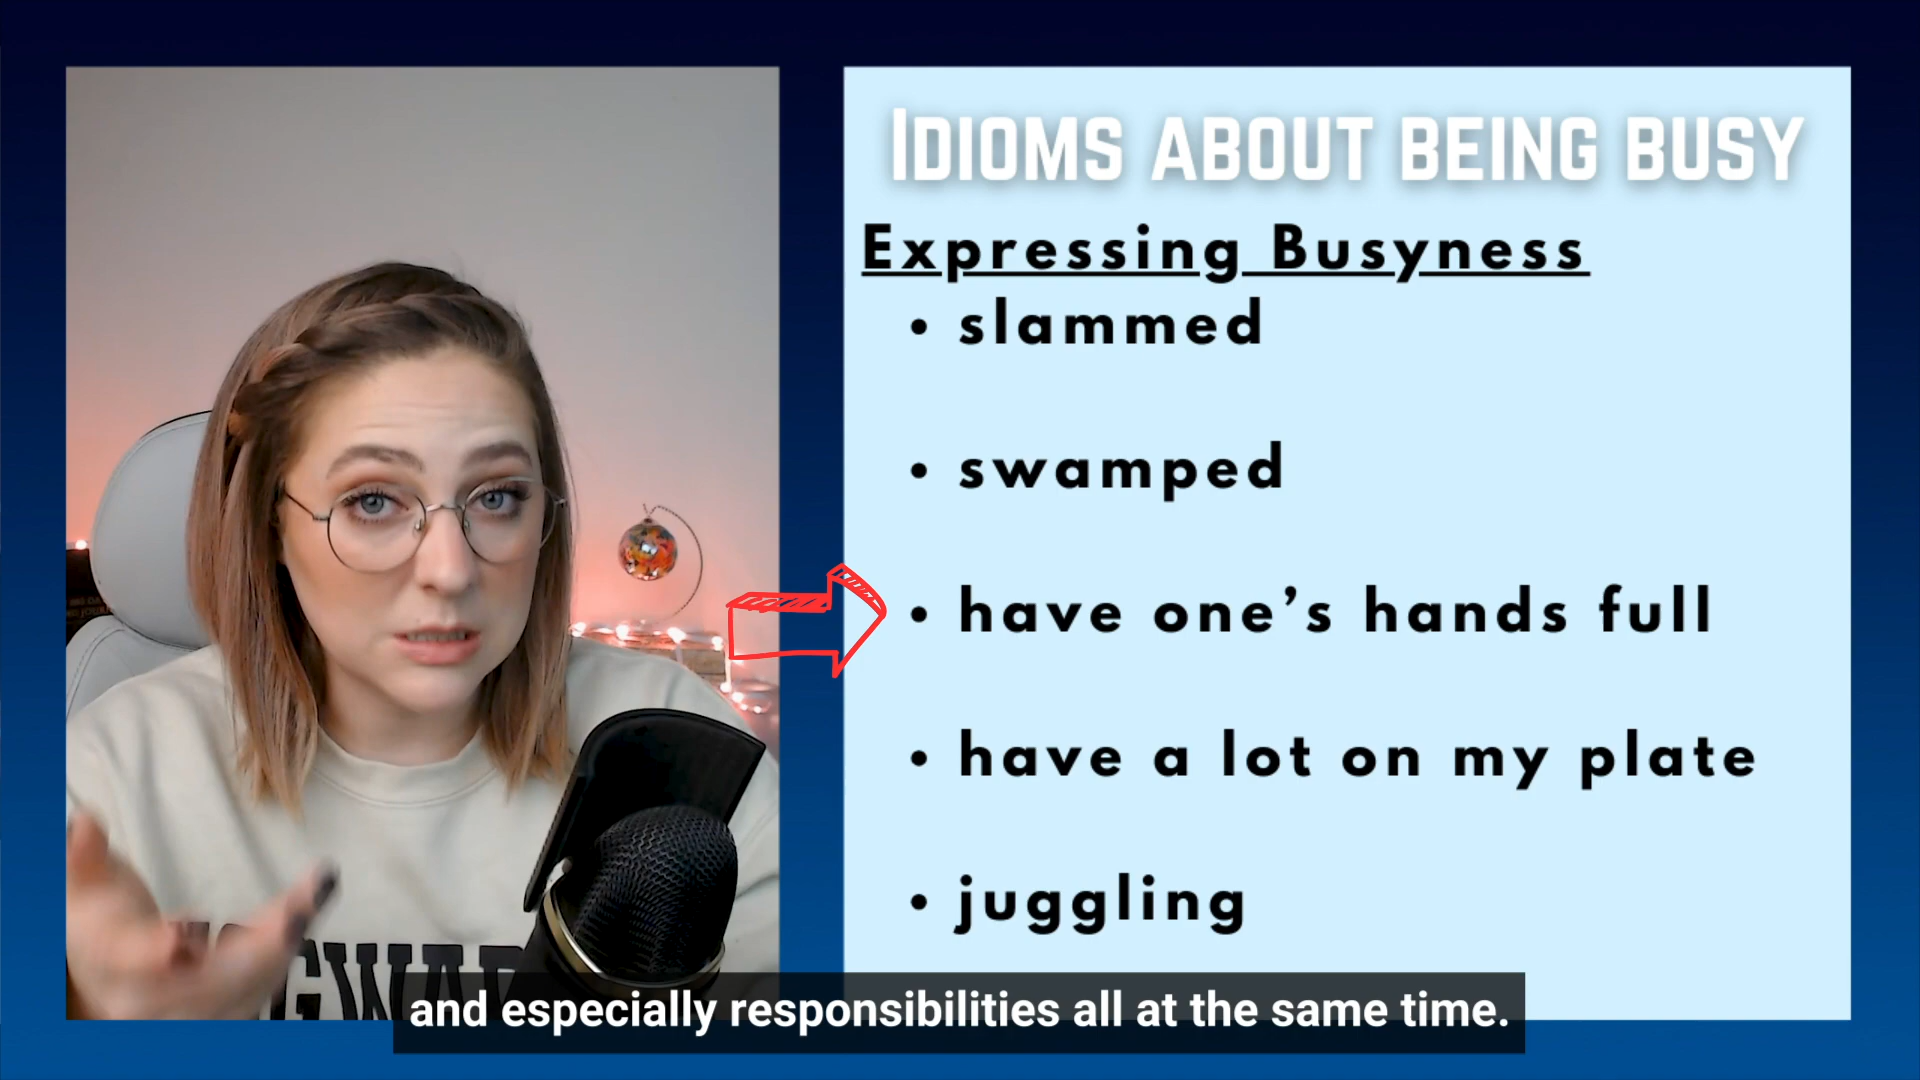 Idioms about being busy
Expressing Busyness
• slammed
• swamped
• have one’s hands full
• have a lot on my plate
• juggling
and especially responsibilities all at the same time.